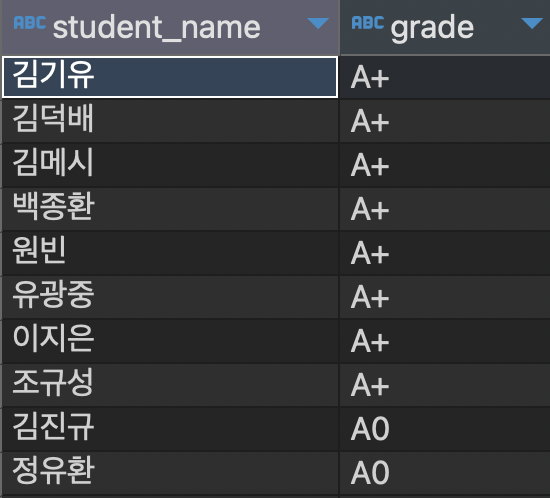 ABC student_name ABC grade
김기유 A+
김덕배 A+
김메시 A+
백종환 A+
원빈 A+
유광중 A+
이지은 A+
조규성 A+
김진규 A0
정유환 A0